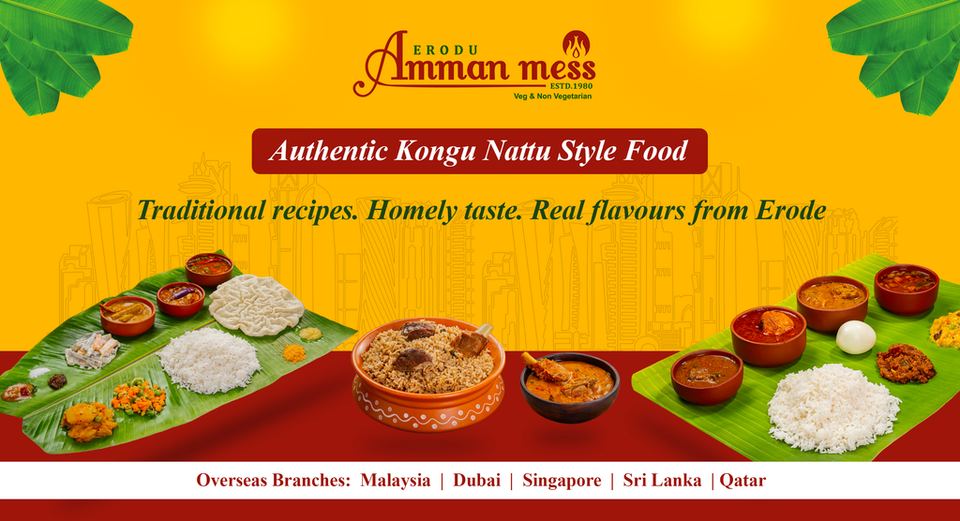 ERODU
Amman mess
ESTD.1980
Veg & Non Vegetarian
Authentic Kongu Nattu Style Food
Traditional recipes. Homely taste. Real flavours from Erode
Overseas Branches: Malaysia | Dubai | Singapore | Sri Lanka | Qatar